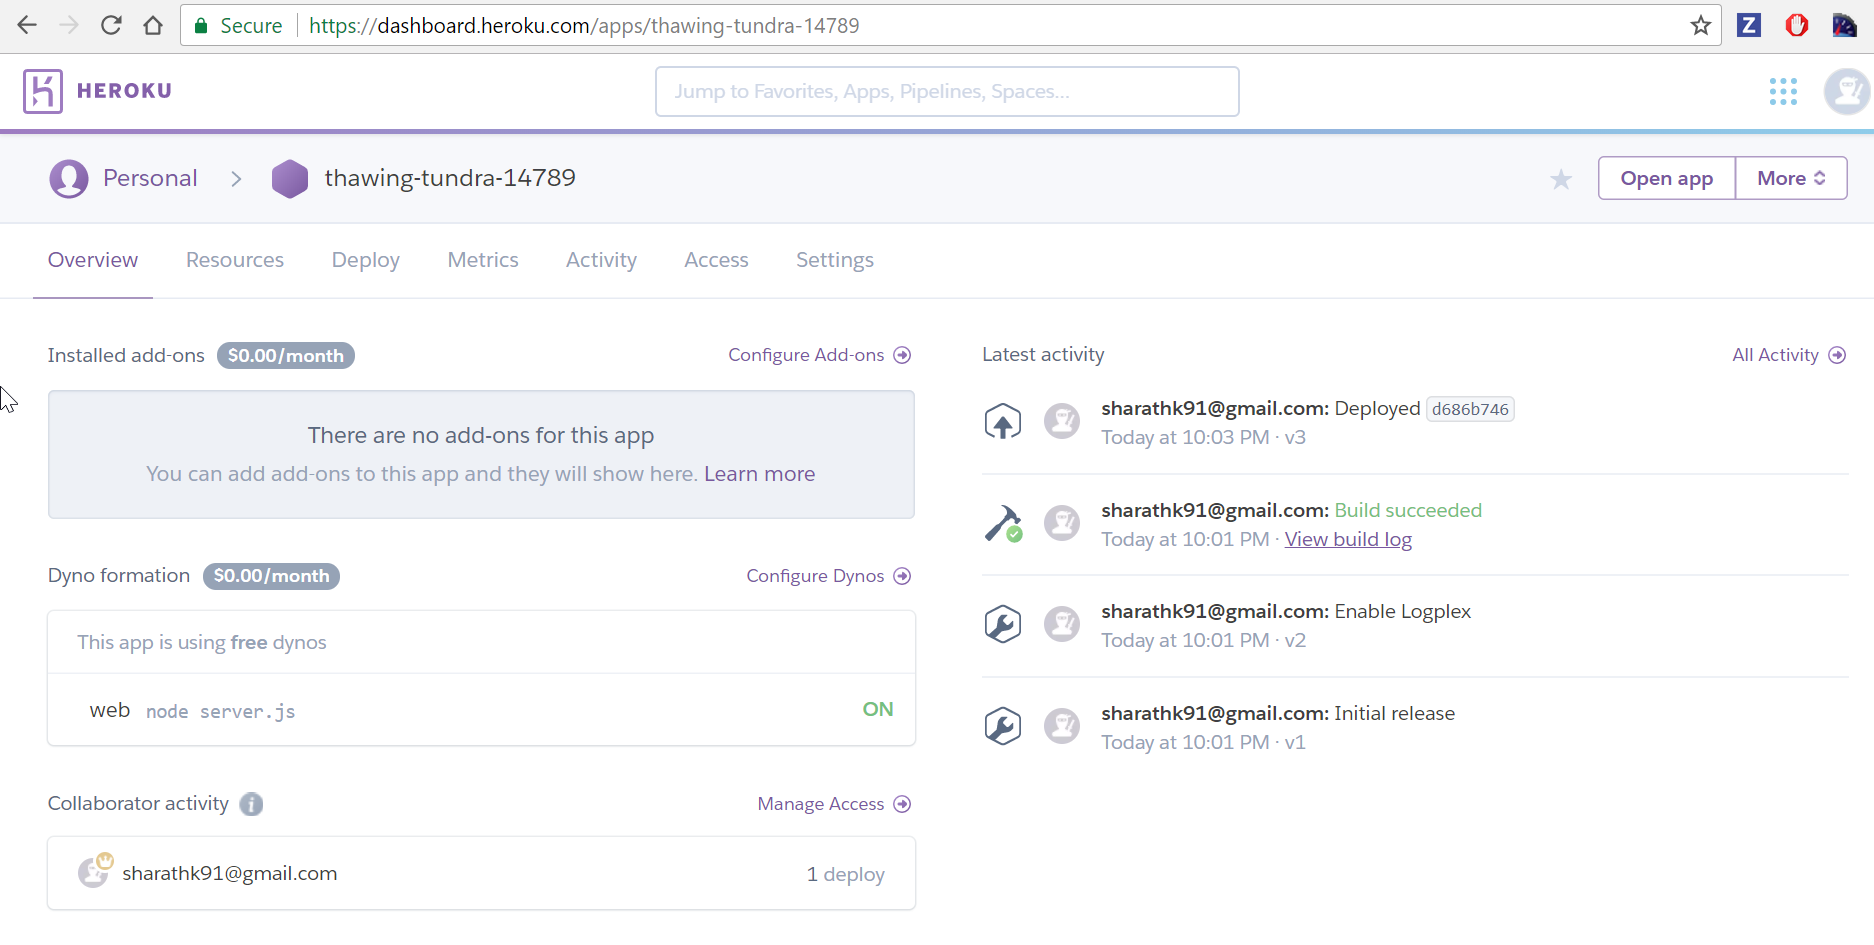 Secure https://dashboard.heroku.com/apps/thawing-tundra-14789
Z
HEROKU
Jump to Favorites, Apps, Pipelines, Spaces...
Personal > thawing-tundra-14789
Open app
More
Overview Resources Deploy Metrics Activity Access Settings
Installed add-ons $0.00/month
Configure Add-ons
There are no add-ons for this app
You can add add-ons to this app and they will show here. Learn more
Dyno formation $0.00/month
Configure Dynos
This app is using free dynos
web node server.js ON
Collaborator activity i
Manage Access
sharathk91@gmail.com 1 deploy
Latest activity
All Activity
sharathk91@gmail.com: Deployed d686b746
Today at 10:03 PM · v3
sharathk91@gmail.com: Build succeeded
Today at 10:01 PM · View build log
sharathk91@gmail.com: Enable Logplex
Today at 10:01 PM · v2
sharathk91@gmail.com: Initial release
Today at 10:01 PM · v1